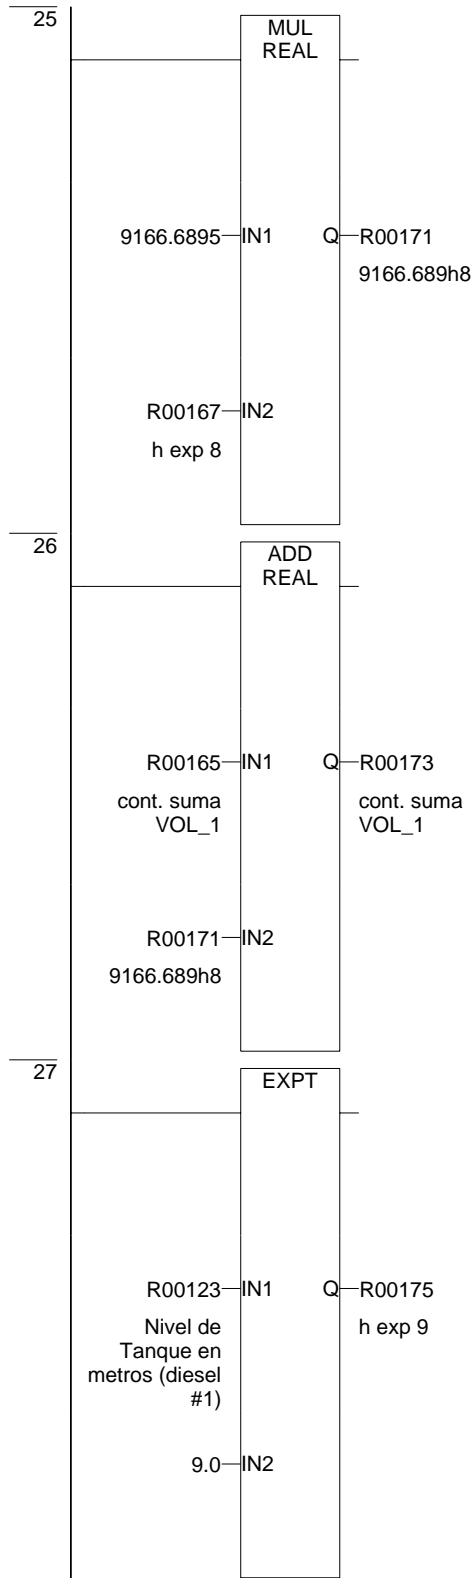 25
MUL
REAL
9166.6895 IN1 Q R00171
9166.689h8
R00167 IN2
h exp 8
26
ADD
REAL
R00165 IN1 Q R00173
cont. suma
VOL_1
cont. suma
VOL_1
R00171 IN2
9166.689h8
27
EXPT
R00123 IN1 Q R00175
Nivel de
Tanque en
metros (diesel
#1)
h exp 9
9.0 IN2